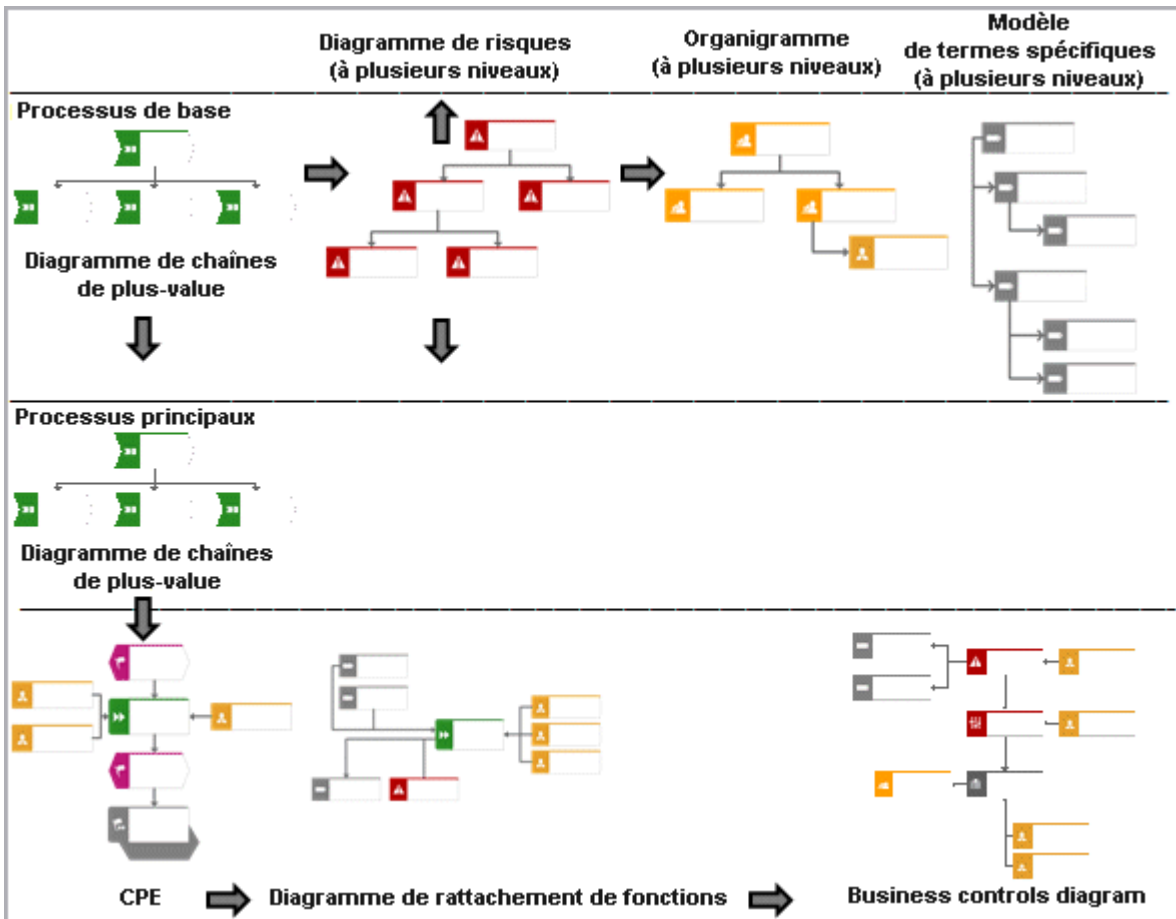 Diagramme de risques
(à plusieurs niveaux)
Organigramme
(à plusieurs niveaux)
Modèle
de termes spécifiques
(à plusieurs niveaux)
Processus de base
Diagramme de chaînes
de plus-value
Processus principaux
Diagramme de chaînes
de plus-value
CPE
Diagramme de rattachement de fonctions
Business controls diagram